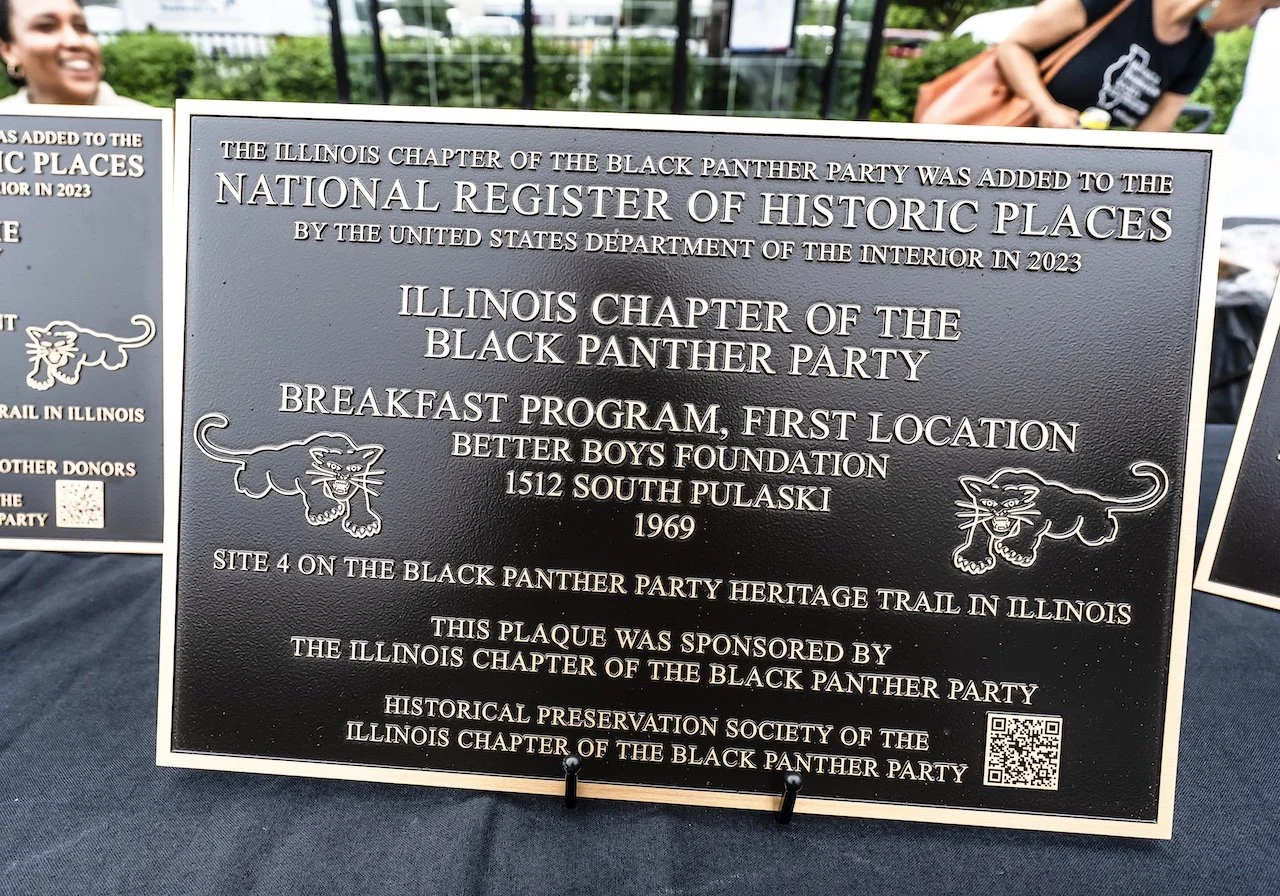 AS ADDED TO THE
IC PLACES
IOR IN 2023
OTHER DONORS
TRAIL IN ILLINOIS
PARTY
THE ILLINOIS CHAPTER OF THE BLACK PANTHER PARTY WAS ADDED TO THE
NATIONAL REGISTER OF HISTORIC PLACES
BY THE UNITED STATES DEPARTMENT OF THE INTERIOR IN 2023
ILLINOIS CHAPTER OF THE
BLACK PANTHER PARTY
BREAKFAST PROGRAM, FIRST LOCATION
BETTER BOYS FOUNDATION
1512 SOUTH PULASKI
1969
SITE 4 ON THE BLACK PANTHER PARTY HERITAGE TRAIL IN ILLINOIS
THIS PLAQUE WAS SPONSORED BY
THE ILLINOIS CHAPTER OF THE BLACK PANTHER PARTY
HISTORICAL PRESERVATION SOCIETY OF THE
ILLINOIS CHAPTER OF THE BLACK PANTHER PARTY